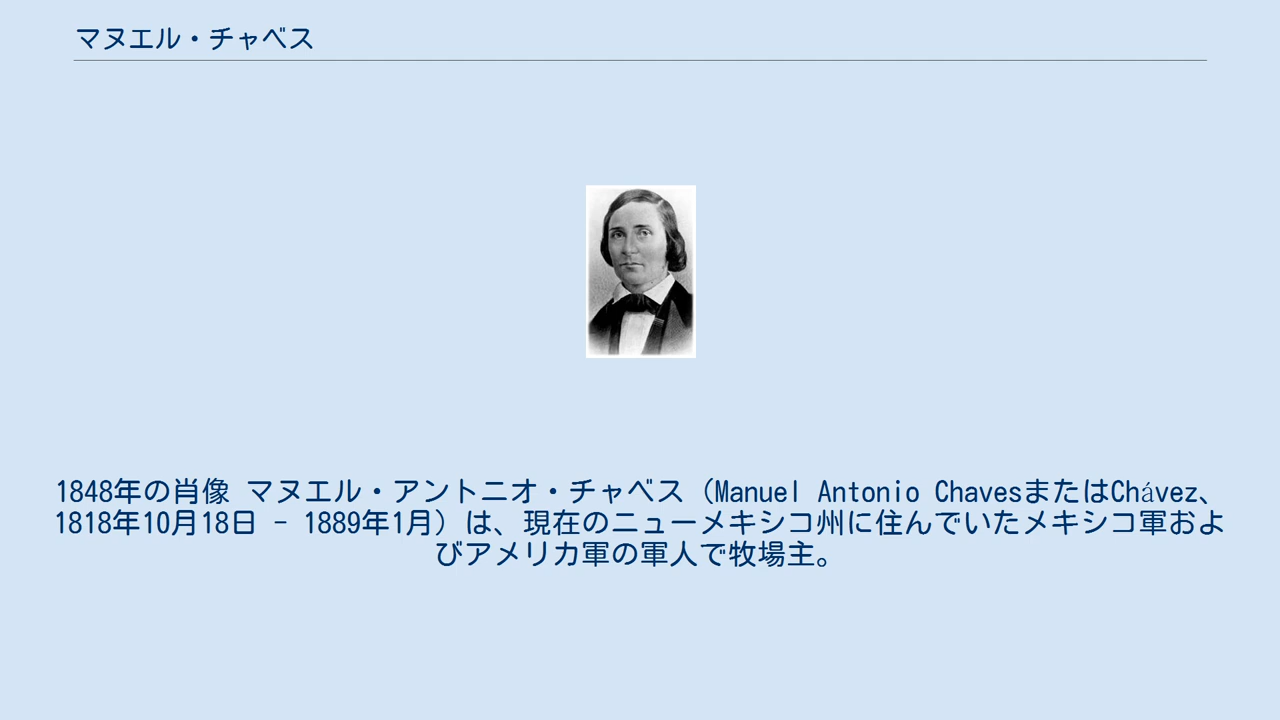 マヌエル・チャベス
1848年の肖像 マヌエル・アントニオ・チャベス（Manuel Antonio ChavesまたはChávez、
1818年10月18日 – 1889年1月）は、現在のニューメキシコ州に住んでいたメキシコ軍およ
びアメリカ軍の軍人で牧場主。